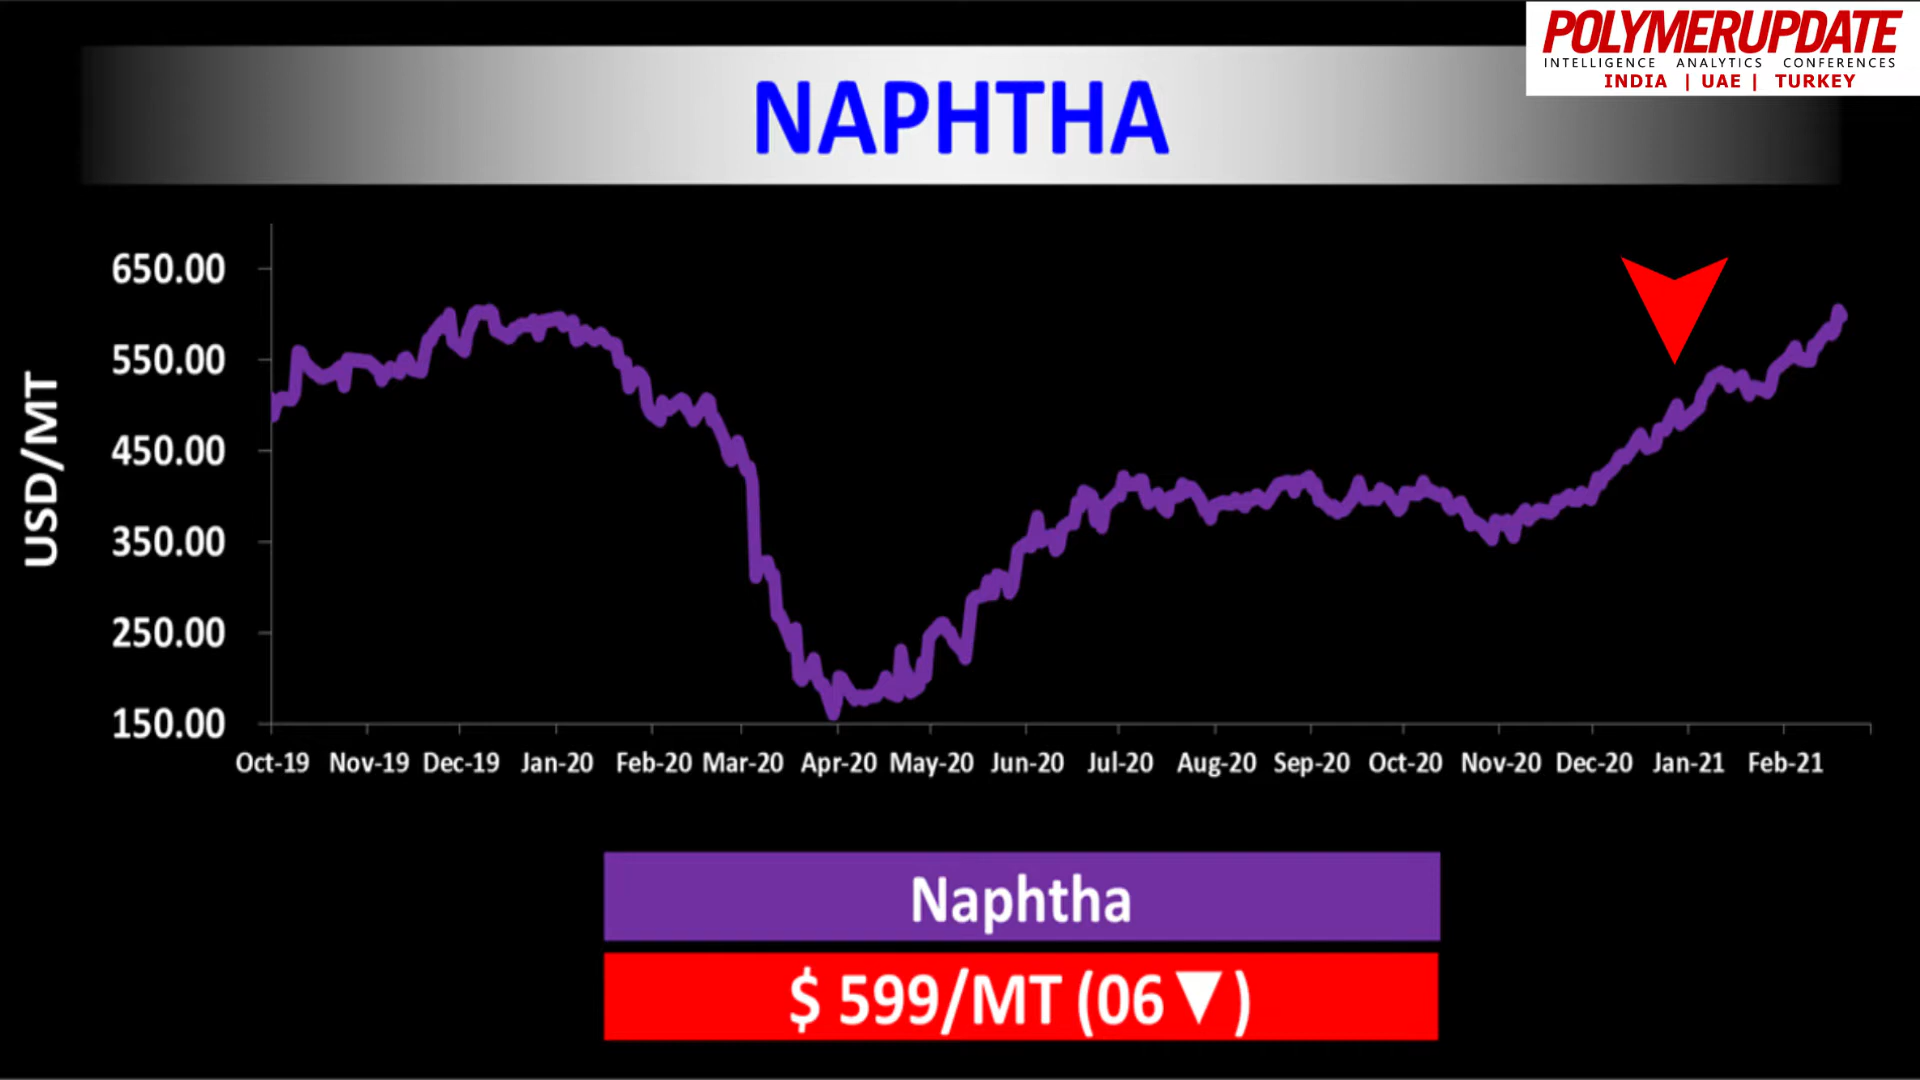 POLYMERUPDATE
INTELLIGENCE ANALYTICS CONFERENCES
INDIA | UAE | TURKEY
NAPHTHA
USD/MT
650.00
550.00
450.00
350.00
250.00
150.00
Oct-19 Nov-19 Dec-19 Jan-20 Feb-20 Mar-20 Apr-20 May-20 Jun-20 Jul-20 Aug-20 Sep-20 Oct-20 Nov-20 Dec-20 Jan-21 Feb-21
Naphtha
$ 599/MT (06▼)